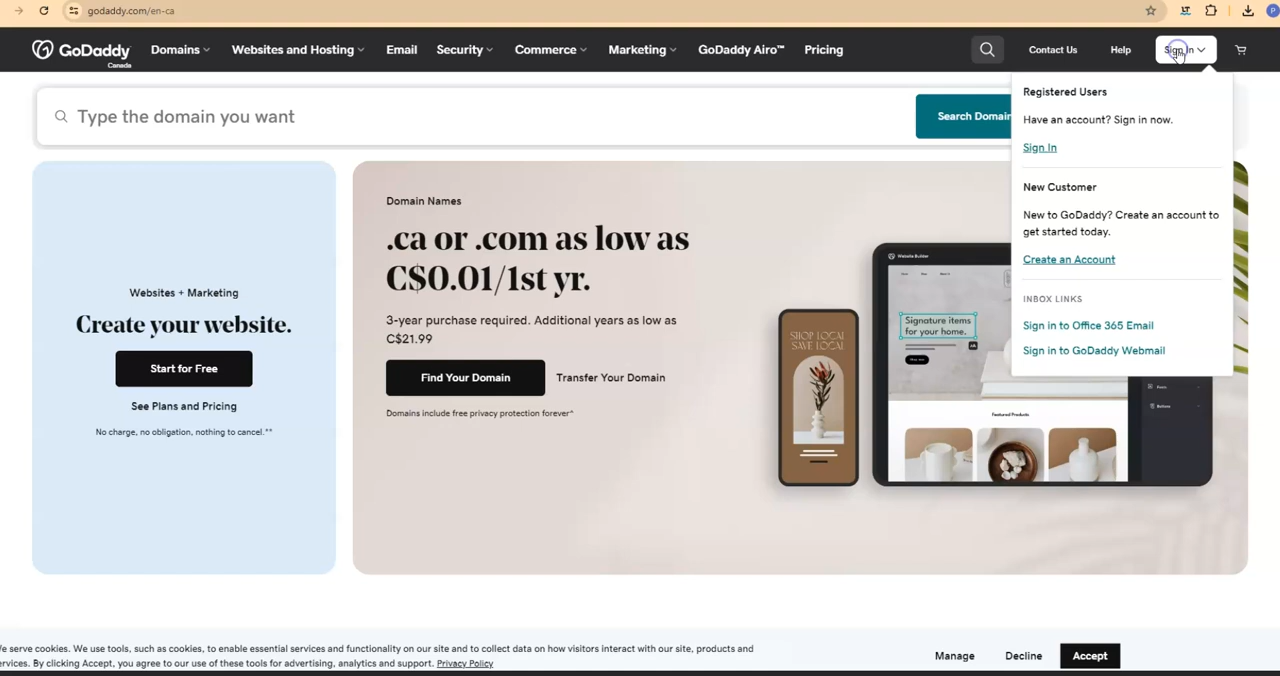 godaddy.com/en-ca
GoDaddy
Canada
Domains
Websites and Hosting
Email
Security
Commerce
Marketing
GoDaddy Airo™
Pricing
Contact Us
Help
Sign In
Type the domain you want
Search Domain
Registered Users
Have an account? Sign in now.
Sign In
New Customer
New to GoDaddy? Create an account to
get started today.
Create an Account
INBOX LINKS
Sign in to Office 365 Email
Sign in to GoDaddy Webmail
Websites + Marketing
Create your website.
Start for Free
See Plans and Pricing
No charge, no obligation, nothing to cancel.**
Domain Names
.ca or .com as low as
C$0.01/1st yr.
3-year purchase required. Additional years as low as
C$21.99
Find Your Domain
Transfer Your Domain
Domains include free privacy protection forever^
SHOP LOCAL
SAVE LOCAL
Website Builder
Signature items
for your home.
Featured Products
Buttons
We serve cookies. We use tools, such as cookies, to enable essential services and functionality on our site and to collect data on how visitors interact with our site, products and
ervices. By clicking Accept, you agree to our use of these tools for advertising, analytics and support. Privacy Policy
Manage
Decline
Accept